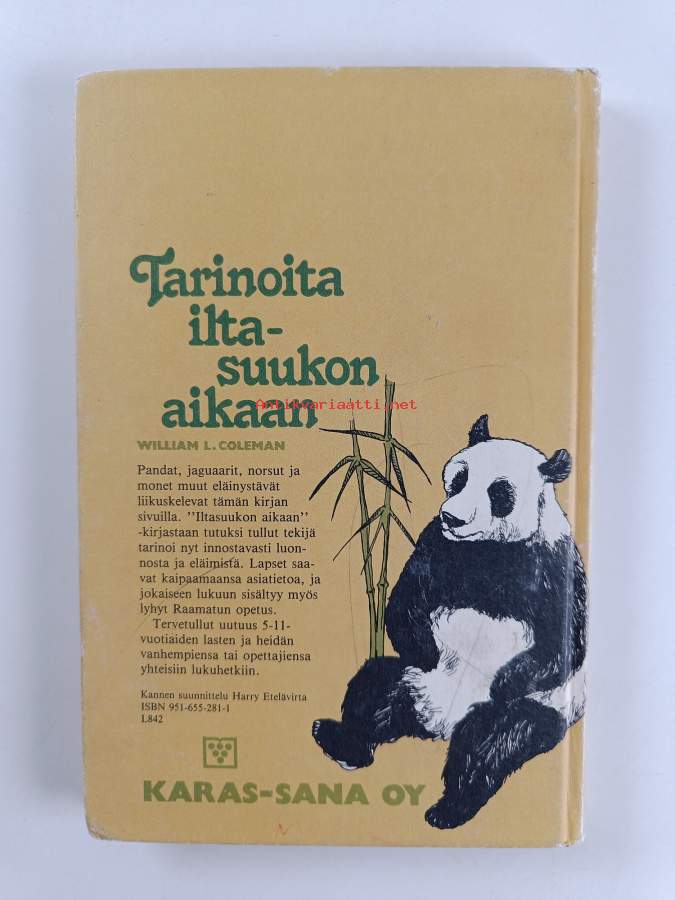 Tarinoita
ilta-
suukon
aikaan
Antikvariaatti.net
WILLIAM L. COLEMAN
Pandat, jaguaarit, norsut ja
monet muut eläinystävät
liikuskelevat tämän kirjan
sivuilla. ''Iltasuukon aikaan''
-kirjastaan tutuksi tullut tekijä
tarinoi nyt innostavasti luon-
nosta ja eläimistä. Lapset saa-
vat kaipaamaansa asiatietoa, ja
jokaiseen lukuun sisältyy myös
lyhyt Raamatun opetus.
Tervetullut uutuus 5-11-
vuotiaiden lasten ja heidän
vanhempiensa tai opettajiensa
yhteisiin lukuhetkiin.
Kannen suunnittelu Harry Etelävirta
ISBN 951-655-281-1
L842
KARAS-SANA OY